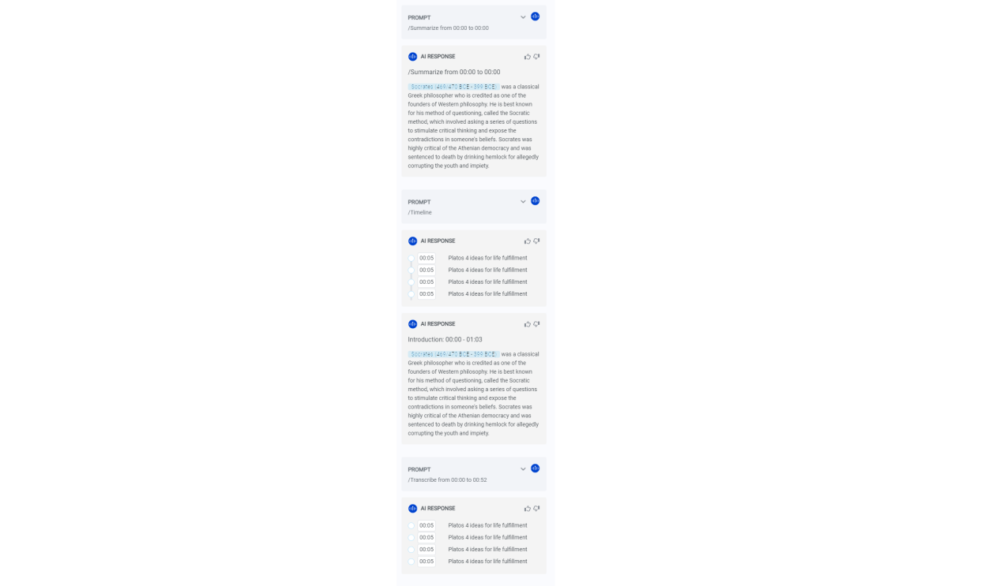 PROMPT
/Summarize from 00:00 to 00:00
AI RESPONSE
/Summarize from 00:00 to 00:00
Socrates (469/470 BCE - 399 BCE) was a classical
Greek philosopher who is credited as one of the
founders of Western philosophy. He is best known
for his method of questioning, called the Socratic
method, which involved asking a series of questions
to stimulate critical thinking and expose the
contradictions in someone's beliefs. Socrates was
highly critical of the Athenian democracy and was
sentenced to death by drinking hemlock for allegedly
corrupting the youth and impiety.
PROMPT
/Timeline
AI RESPONSE
00:05 Platos 4 ideas for life fulfillment
00:05 Platos 4 ideas for life fulfillment
00:05 Platos 4 ideas for life fulfillment
00:05 Platos 4 ideas for life fulfillment
AI RESPONSE
Introduction: 00:00 - 01:03
Socrates (469/470 BCE - 399 BCE) was a classical
Greek philosopher who is credited as one of the
founders of Western philosophy. He is best known
for his method of questioning, called the Socratic
method, which involved asking a series of questions
to stimulate critical thinking and expose the
contradictions in someone's beliefs. Socrates was
highly critical of the Athenian democracy and was
sentenced to death by drinking hemlock for allegedly
corrupting the youth and impiety.
PROMPT
/Transcribe from 00:00 to 00:52
AI RESPONSE
00:05 Platos 4 ideas for life fulfillment
00:05 Platos 4 ideas for life fulfillment
00:05 Platos 4 ideas for life fulfillment
00:05 Platos 4 ideas for life fulfillment